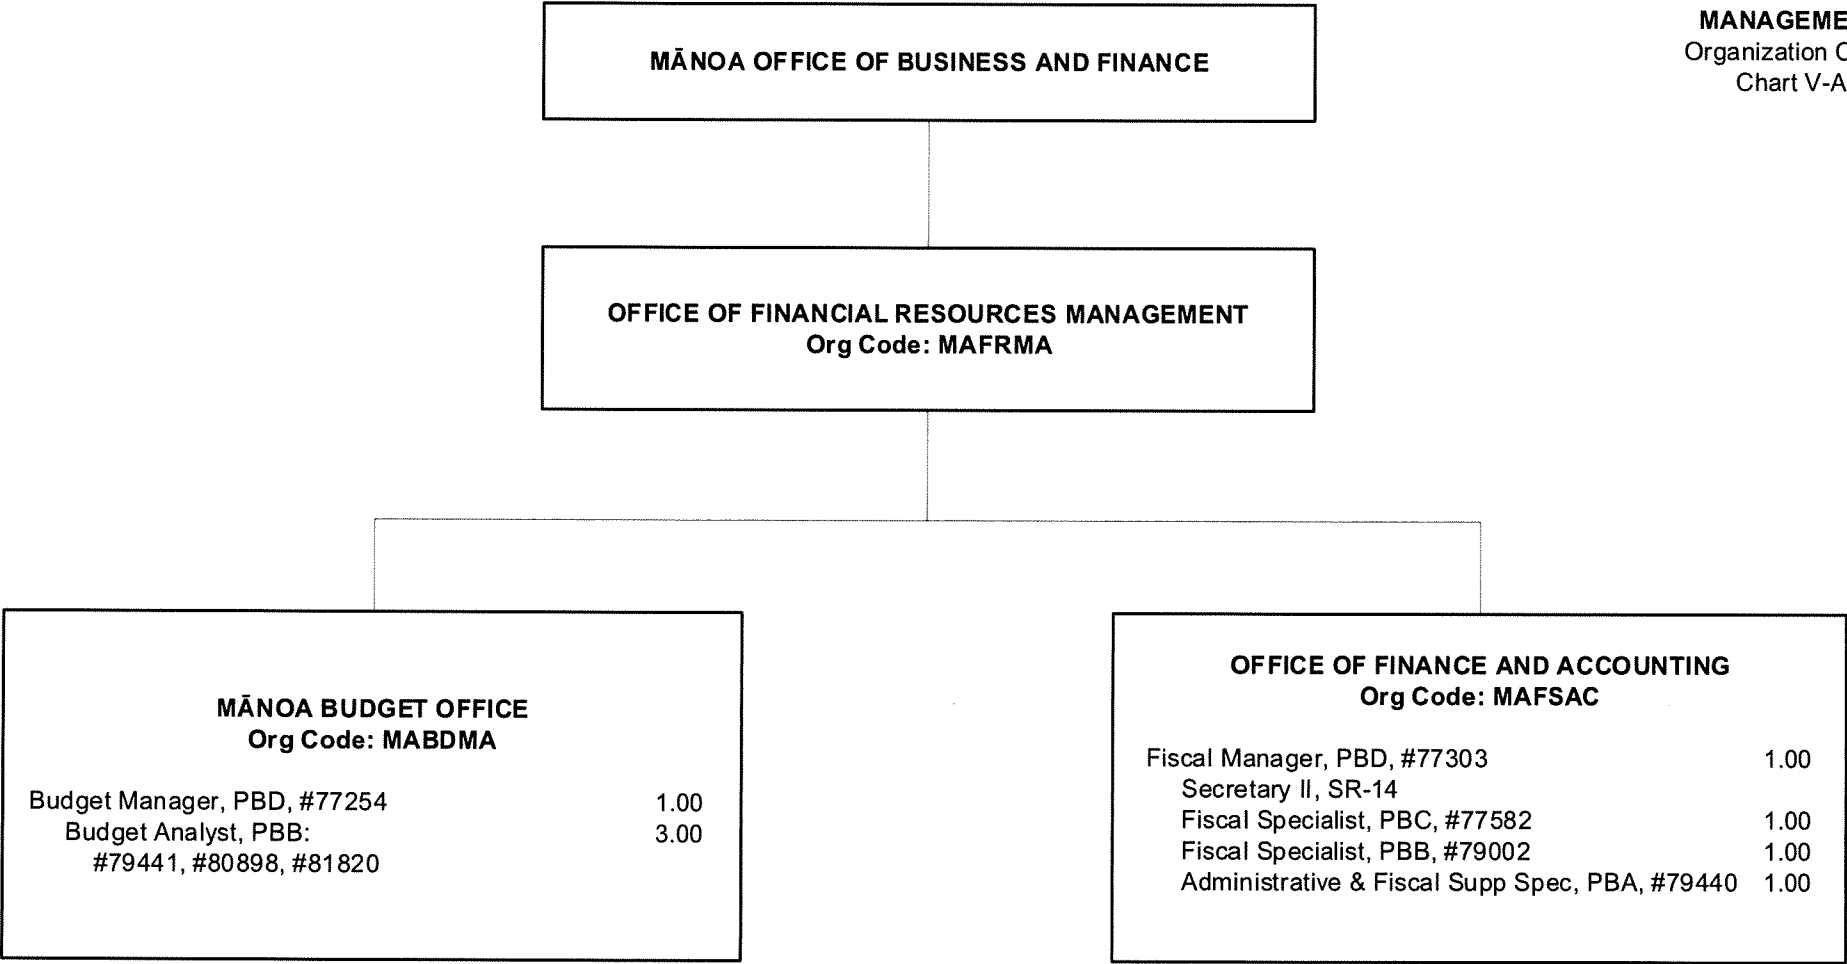 MANAGEME
Organization C
Chart V-A
MĀNOA OFFICE OF BUSINESS AND FINANCE
OFFICE OF FINANCIAL RESOURCES MANAGEMENT
Org Code: MAFRMA
MĀNOA BUDGET OFFICE
Org Code: MABDMA
Budget Manager, PBD, #77254 1.00
Budget Analyst, PBB: 3.00
#79441, #80898, #81820
OFFICE OF FINANCE AND ACCOUNTING
Org Code: MAFSAC
Fiscal Manager, PBD, #77303 1.00
Secretary II, SR-14
Fiscal Specialist, PBC, #77582 1.00
Fiscal Specialist, PBB, #79002 1.00
Administrative & Fiscal Supp Spec, PBA, #79440 1.00